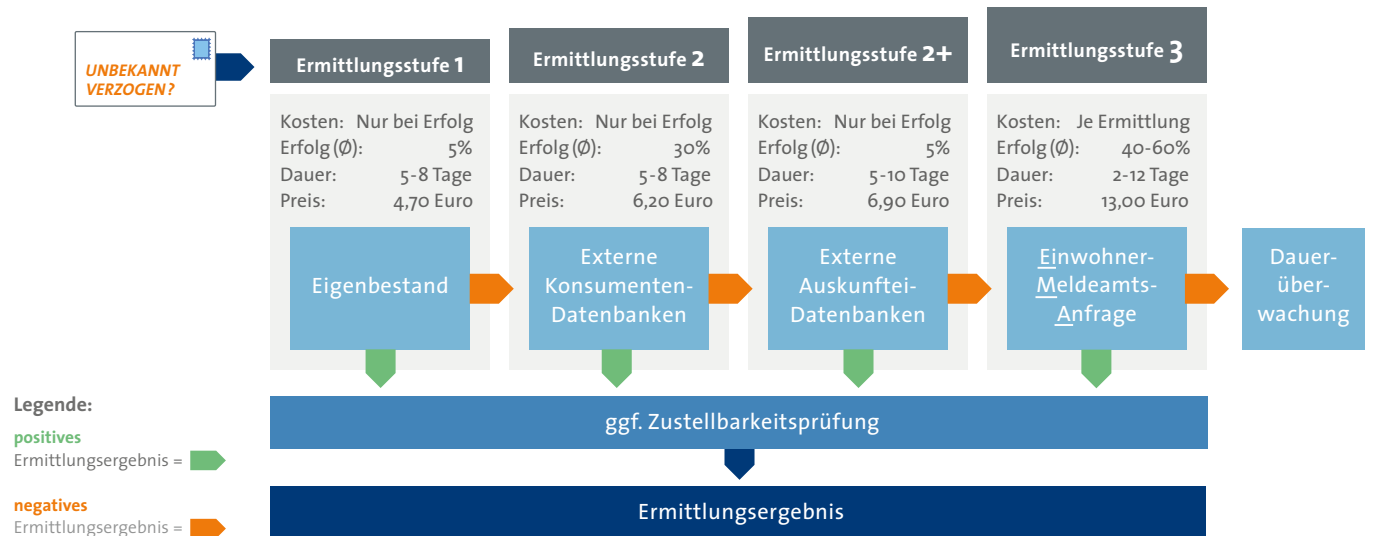 UNBEKANNT
VERZOGEN?
Ermittlungsstufe 1
Kosten: Nur bei Erfolg
Erfolg (Ø): 5%
Dauer: 5-8 Tage
Preis: 4,70 Euro
Eigenbestand
Ermittlungsstufe 2
Kosten: Nur bei Erfolg
Erfolg (Ø): 30%
Dauer: 5-8 Tage
Preis: 6,20 Euro
Externe
Konsumenten-
Datenbanken
Ermittlungsstufe 2+
Kosten: Nur bei Erfolg
Erfolg (Ø): 5%
Dauer: 5-10 Tage
Preis: 6,90 Euro
Externe
Auskunftei-
Datenbanken
Ermittlungsstufe 3
Kosten: Je Ermittlung
Erfolg (Ø): 40-60%
Dauer: 2-12 Tage
Preis: 13,00 Euro
Einwohner-
Meldeamts-
Anfrage
Dauer-
über-
wachung
ggf. Zustellbarkeitsprüfung
Ermittlungsergebnis
Legende:
positives
Ermittlungsergebnis =
negatives
Ermittlungsergebnis =